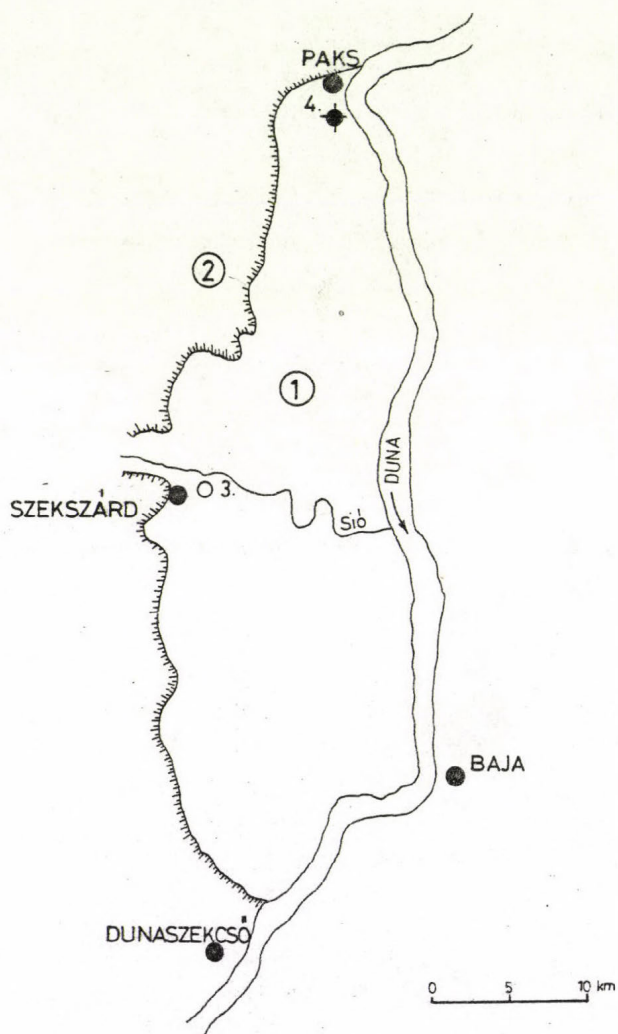 PAKS
4.
2
1
DUNA
SZEKSZÁRD
3.
Sió
BAJA
DUNASZEKCSŐ
0 5 10 km